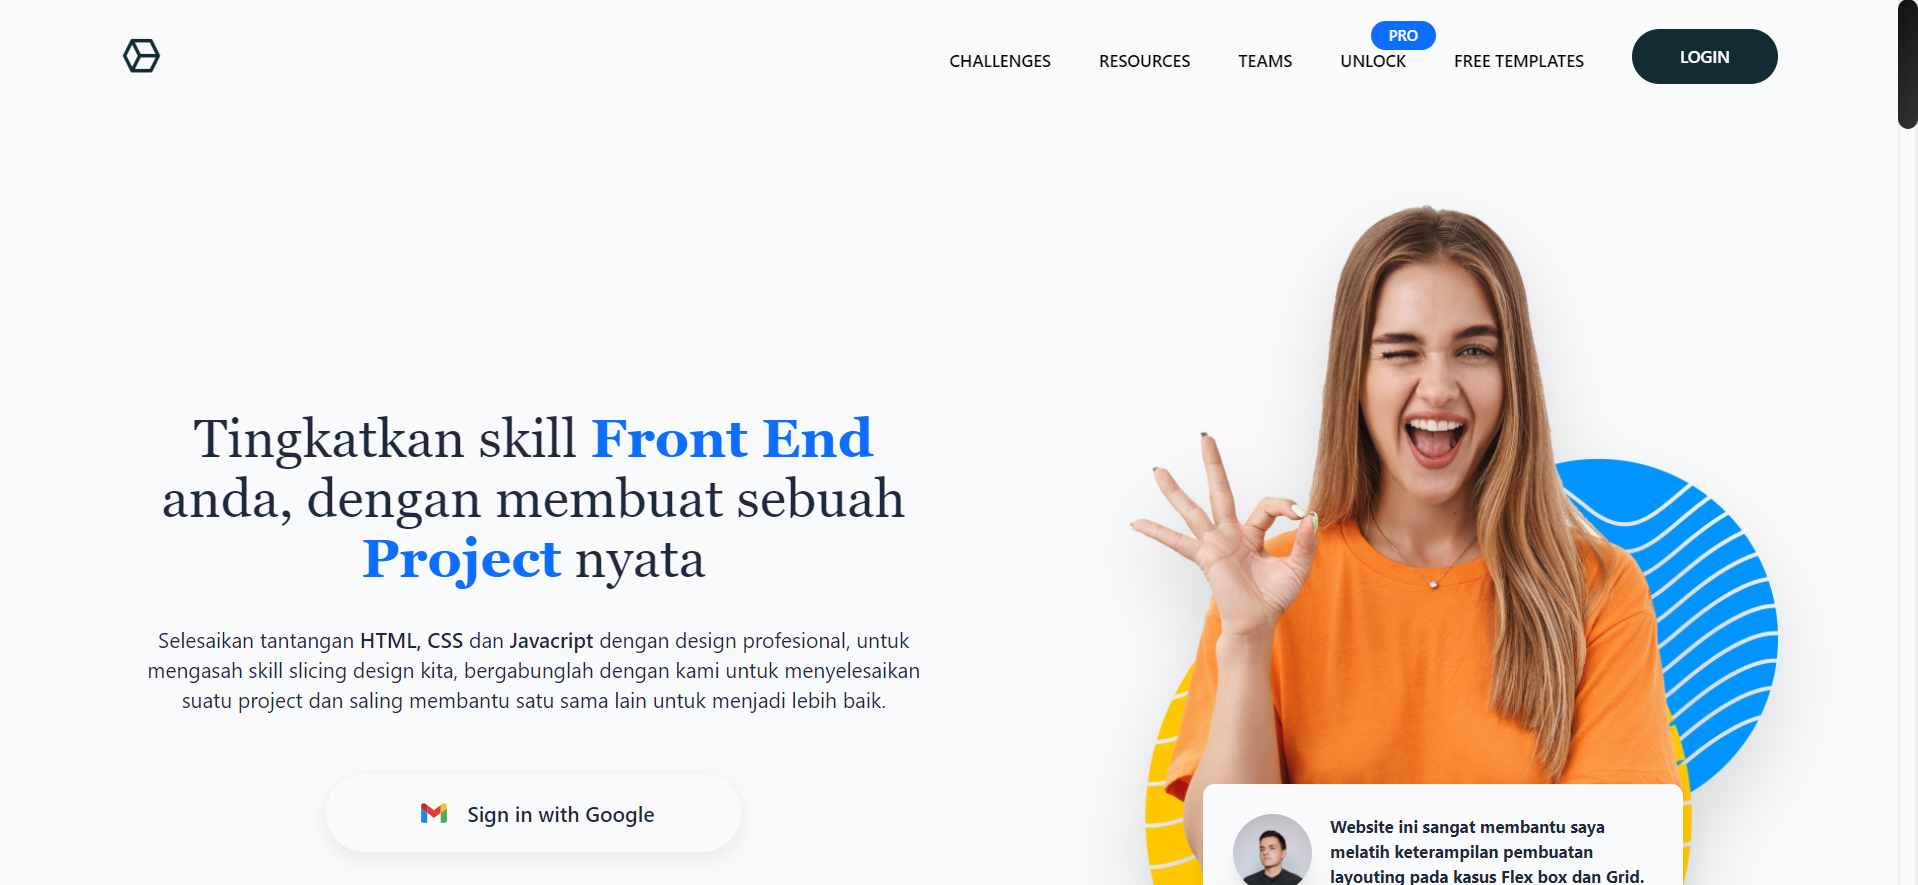 CHALLENGES RESOURCES TEAMS UNLOCK PRO FREE TEMPLATES LOGIN
Tingkatkan skill Front End
anda, dengan membuat sebuah
Project nyata
Selesaikan tantangan HTML, CSS dan Javacript dengan design profesional, untuk
mengasah skill slicing design kita, bergabunglah dengan kami untuk menyelesaikan
suatu project dan saling membantu satu sama lain untuk menjadi lebih baik.
Sign in with Google
Website ini sangat membantu saya
melatih keterampilan pembuatan
layouting pada kasus Flex box dan Grid.